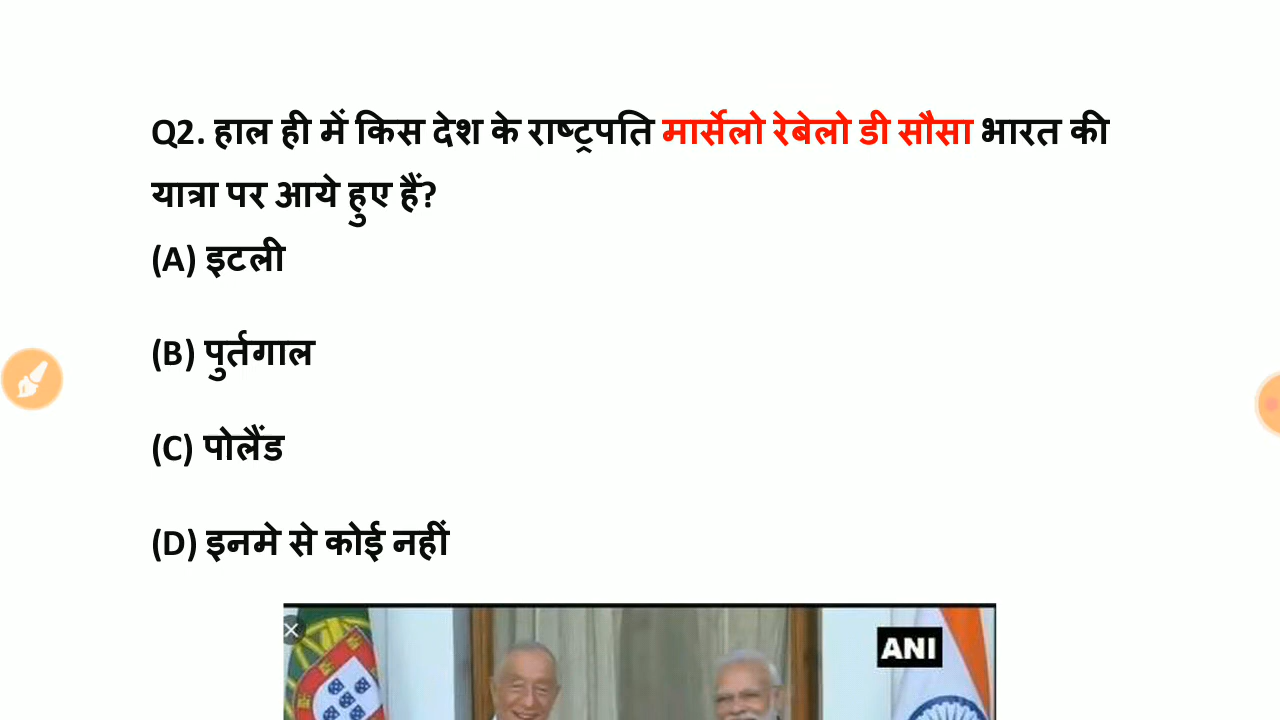 Q2. हाल ही में किस देश के राष्ट्रपति मार्सेलो रेबेलो डी सौसा भारत की
यात्रा पर आये हुए हैं?
(A) इटली
(B) पुर्तगाल
(C) पोलैंड
(D) इनमे से कोई नहीं
ANI